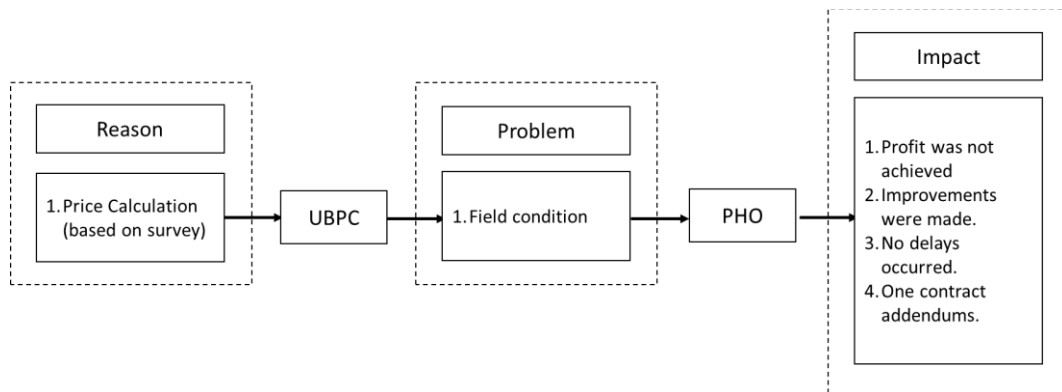 Reason
1. Price Calculation
(based on survey)
UBPC
Problem
1. Field condition
PHO
Impact
1. Profit was not
achieved
2. Improvements
were made.
3. No delays
occurred.
4. One contract
addendums.